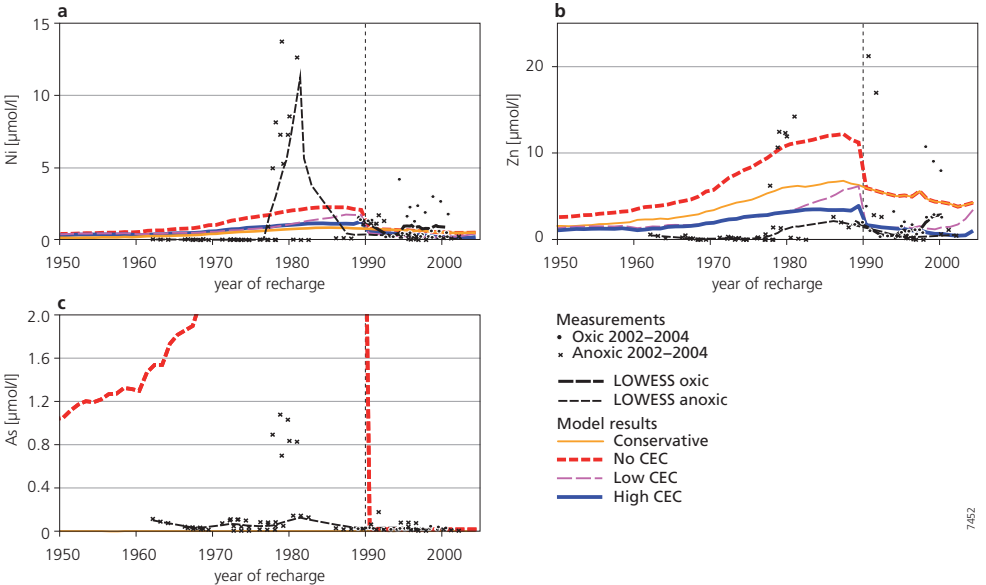 a
15
10
5
0
Ni [µmol/l]
1950 1960 1970 1980 1990 2000
year of recharge
b
20
10
0
Zn [µmol/l]
1950 1960 1970 1980 1990 2000
year of recharge
c
2.0
1.6
1.2
0.8
0.4
0
As [µmol/l]
1950 1960 1970 1980 1990 2000
year of recharge
Measurements
Oxic 2002–2004
Anoxic 2002–2004
LOWESS oxic
LOWESS anoxic
Model results
Conservative
No CEC
Low CEC
High CEC
7452